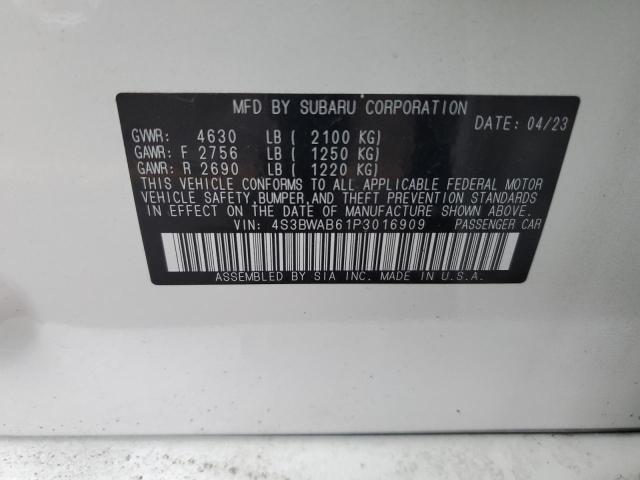 MFD BY SUBARU CORPORATION
DATE: 04/23
GVWR: 4630 LB ( 2100 KG)
GAWR: F 2756 LB ( 1250 KG)
GAWR: R 2690 LB ( 1220 KG)
THIS VEHICLE CONFORMS TO ALL APPLICABLE FEDERAL MOTOR
VEHICLE SAFETY, BUMPER, AND THEFT PREVENTION STANDARDS
IN EFFECT ON THE DATE OF MANUFACTURE SHOWN ABOVE.
VIN: 4S3BWAB61P3016909 PASSENGER CAR
ASSEMBLED BY SIA INC. MADE IN U.S.A.